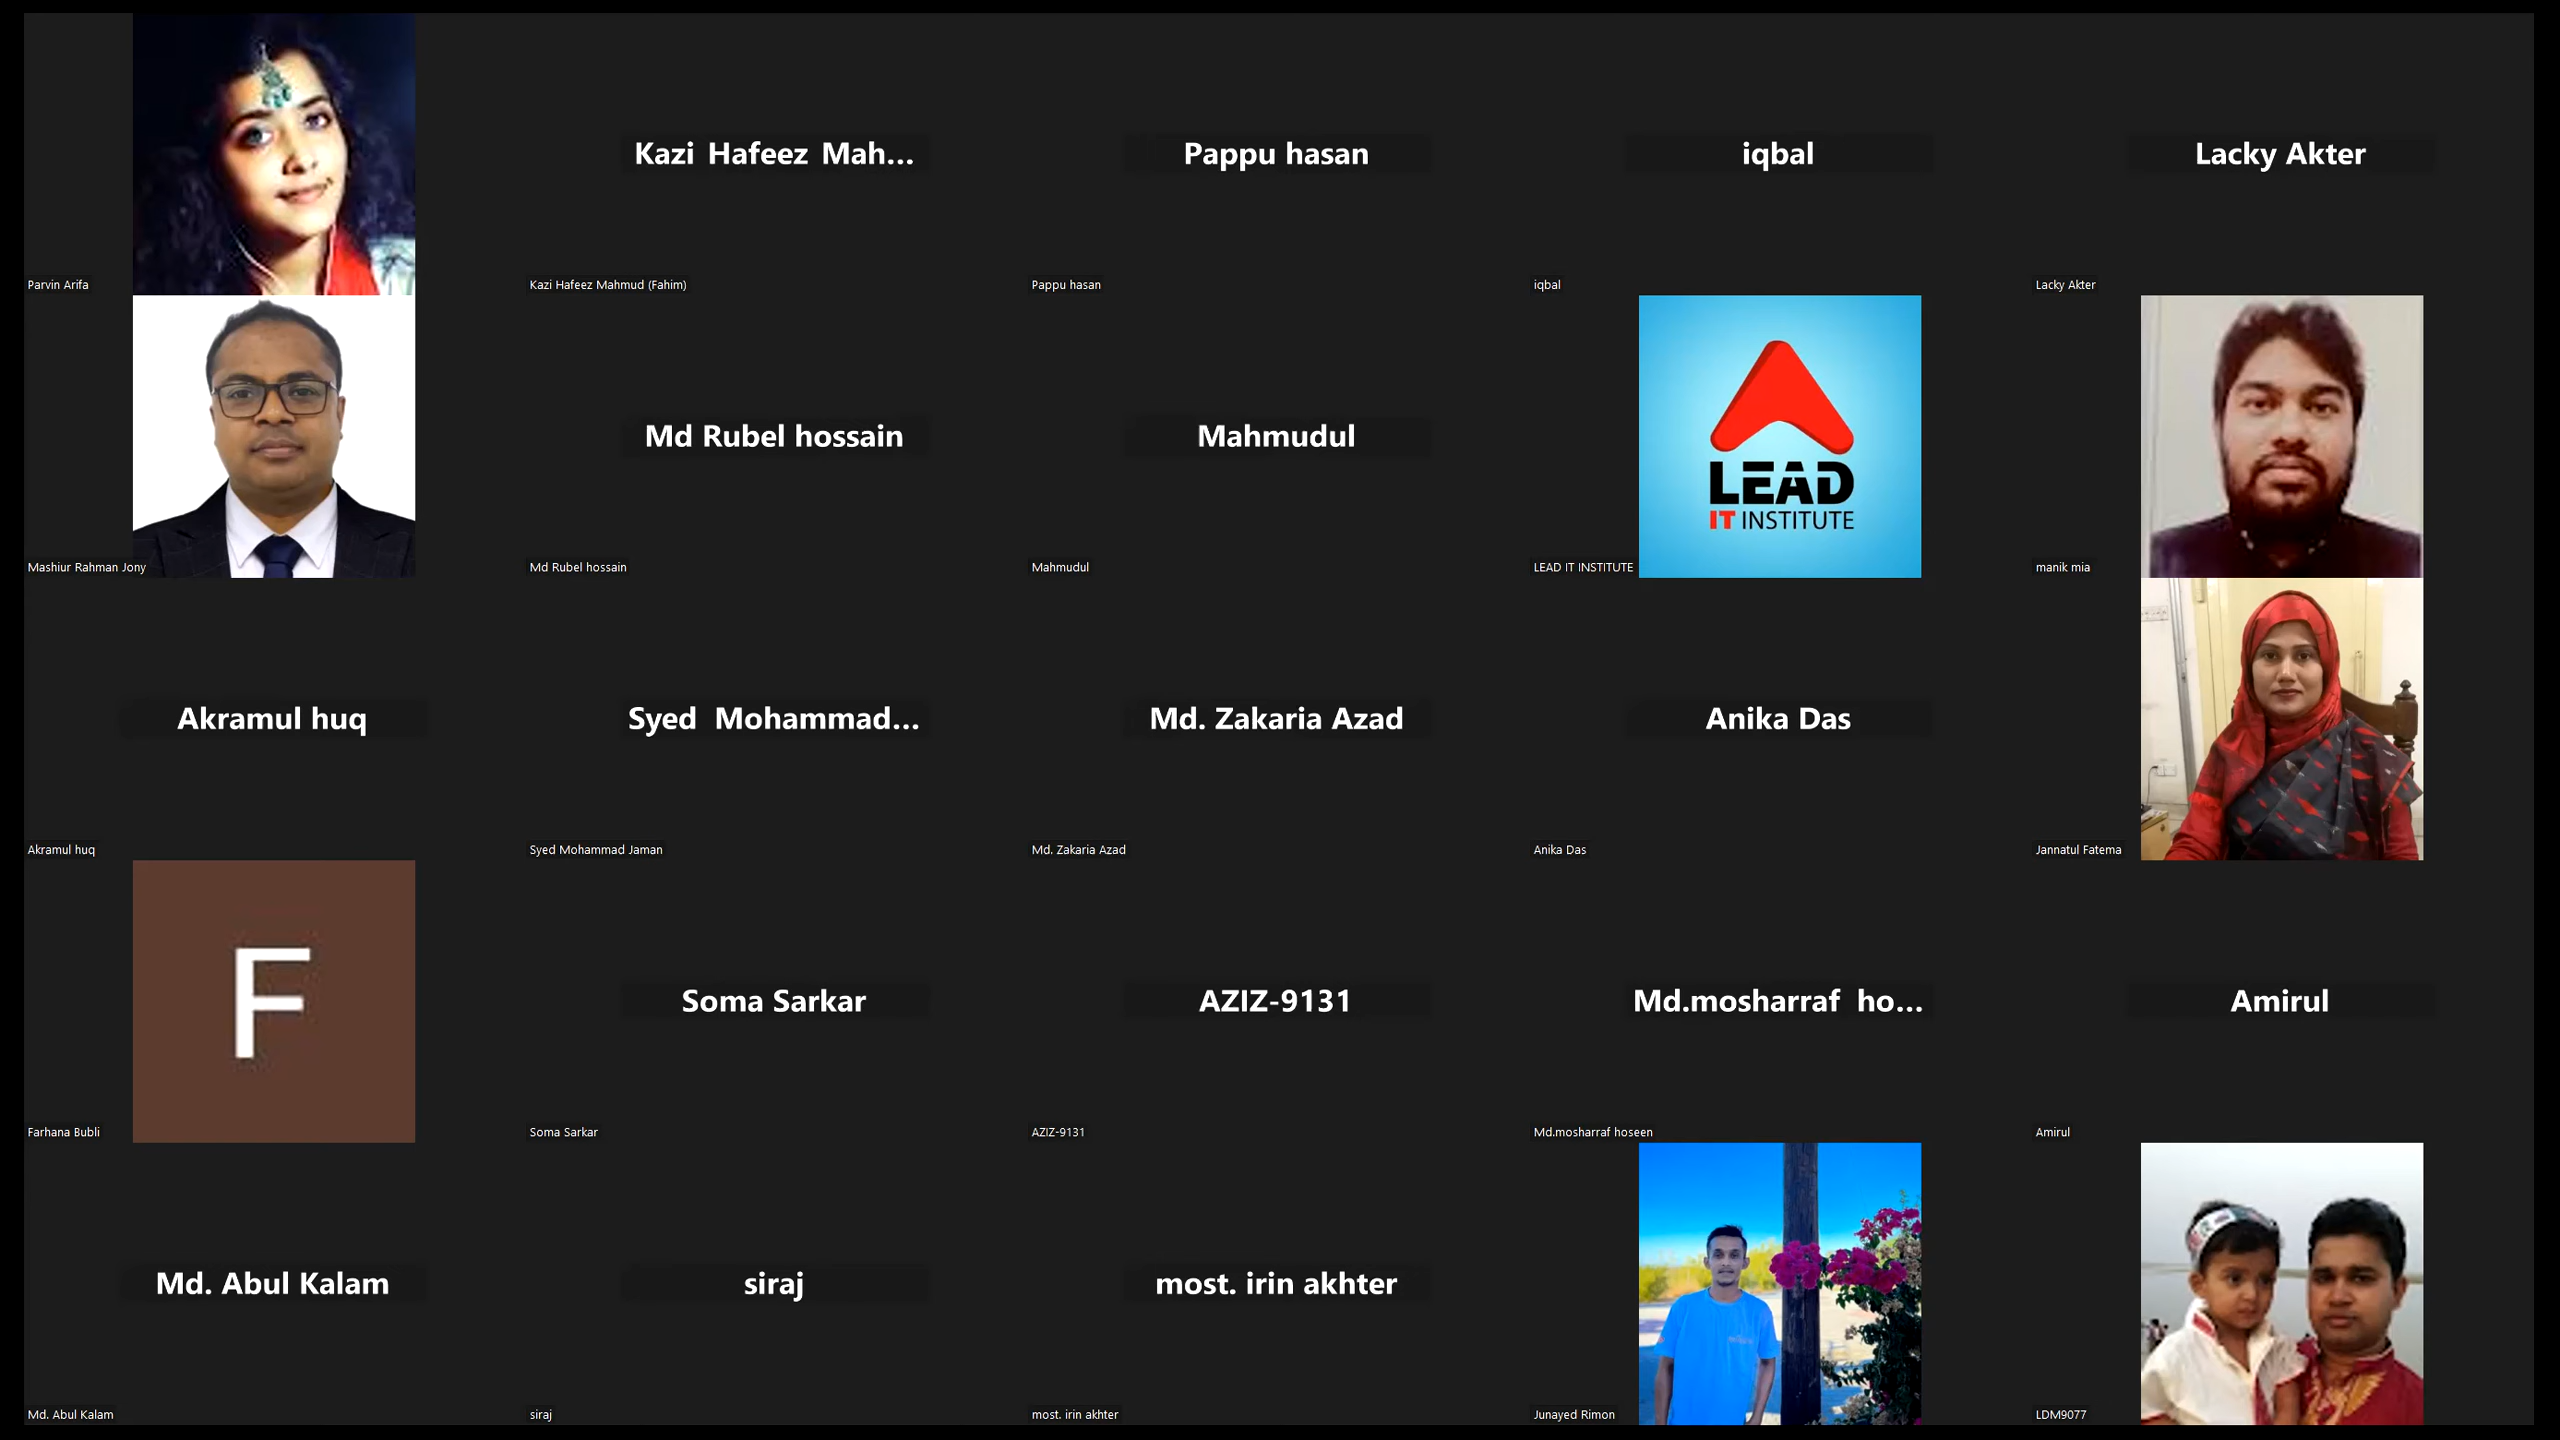 Parvin Arifa
Kazi Hafeez Mah...
Kazi Hafeez Mahmud (Fahim)
Pappu hasan
Pappu hasan
iqbal
iqbal
Lacky Akter
Lacky Akter
Mashiur Rahman Jony
Md Rubel hossain
Md Rubel hossain
Mahmudul
Mahmudul
LEAD
IT INSTITUTE
LEAD IT INSTITUTE
manik mia
Akramul huq
Akramul huq
Syed Mohammad...
Syed Mohammad Jaman
Md. Zakaria Azad
Md. Zakaria Azad
Anika Das
Anika Das
Jannatul Fatema
F
Farhana Bubli
Soma Sarkar
Soma Sarkar
AZIZ-9131
AZIZ-9131
Md.mosharraf ho...
Md.mosharraf hoseen
Amirul
Amirul
Md. Abul Kalam
Md. Abul Kalam
siraj
siraj
most. irin akhter
most. irin akhter
Junayed Rimon
LDM9077